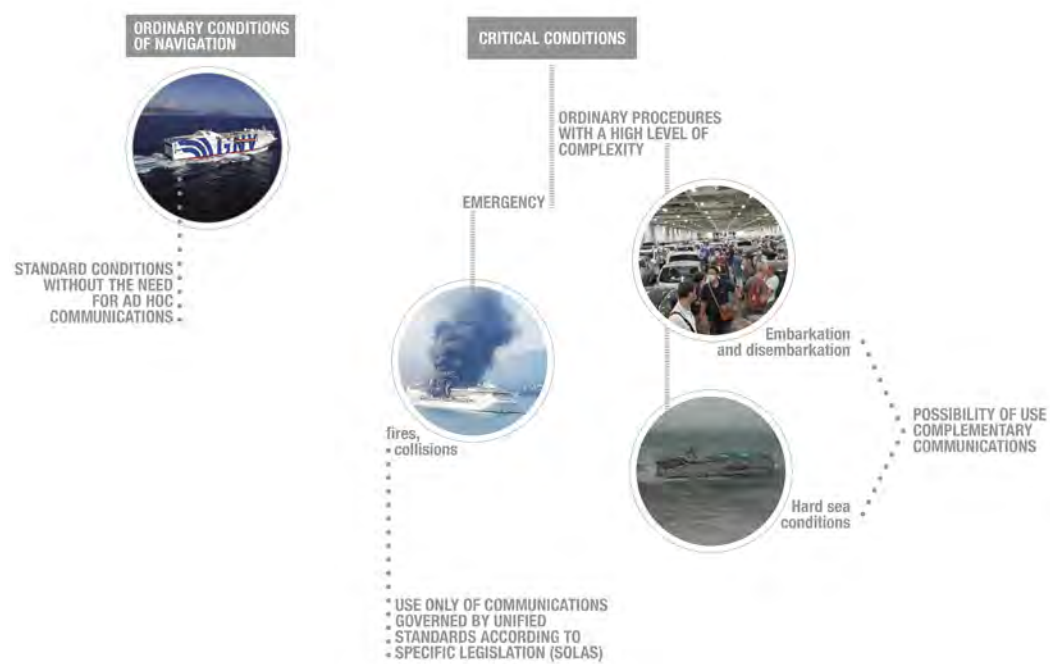 ORDINARY CONDITIONS
OF NAVIGATION
GNV
STANDARD CONDITIONS
WITHOUT THE NEED
FOR AD HOC
COMMUNICATIONS
CRITICAL CONDITIONS
ORDINARY PROCEDURES
WITH A HIGH LEVEL OF
COMPLEXITY
EMERGENCY
fires,
collisions
USE ONLY OF COMMUNICATIONS
GOVERNED BY UNIFIED
STANDARDS ACCORDING TO
SPECIFIC LEGISLATION (SOLAS)
Embarkation
and disembarkation
Hard sea
conditions
POSSIBILITY OF USE
COMPLEMENTARY
COMMUNICATIONS